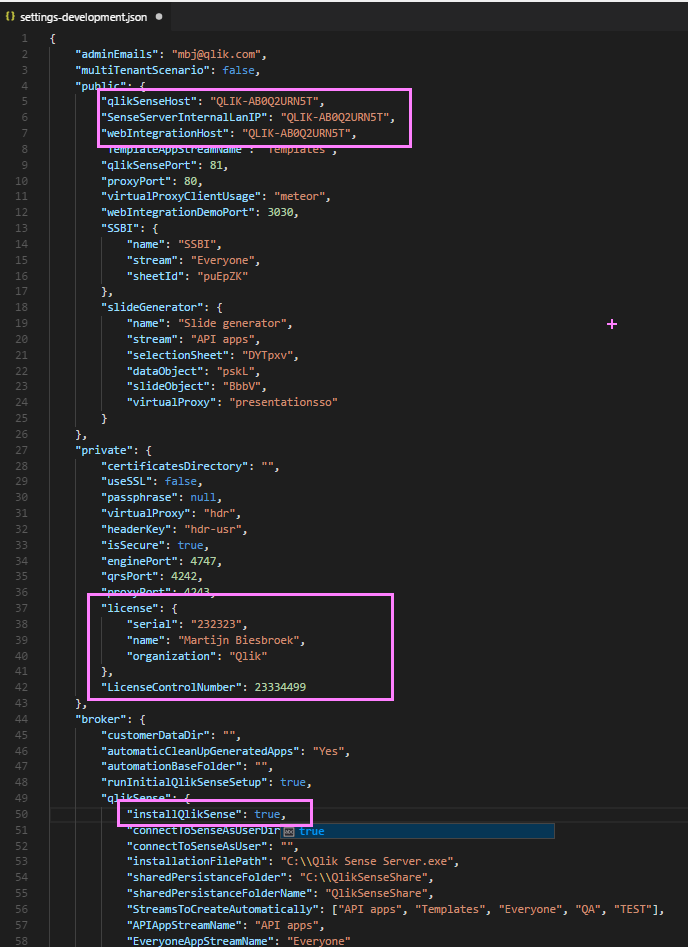 {} settings-development.json ●
1 {
2 "adminEmails": "mbj@qlik.com",
3 "multiTenantScenario": false,
4 "public": {
5 "qlikSenseHost": "QLIK-AB0Q2URN5T",
6 "SenseServerInternalLanIP": "QLIK-AB0Q2URN5T",
7 "webIntegrationHost": "QLIK-AB0Q2URN5T",
8 "TemplateAppStreamName": "Templates",
9 "qlikSensePort": 81,
10 "proxyPort": 80,
11 "virtualProxyClientUsage": "meteor",
12 "webIntegrationDemoPort": 3030,
13 "SSBI": {
14 "name": "SSBI",
15 "stream": "Everyone",
16 "sheetId": "puEpZK"
17 },
18 "slideGenerator": {
19 "name": "Slide generator",
20 "stream": "API apps",
21 "selectionSheet": "DYTpxv",
22 "dataObject": "pskL",
23 "slideObject": "BbbV",
24 "virtualProxy": "presentationsso"
25 }
26 },
27 "private": {
28 "certificatesDirectory": "",
29 "useSSL": false,
30 "passphrase": null,
31 "virtualProxy": "hdr",
32 "headerKey": "hdr-usr",
33 "isSecure": true,
34 "enginePort": 4747,
35 "qrsPort": 4242,
36 "proxyPort": 4243,
37 "license": {
38 "serial": "232323",
39 "name": "Martijn Biesbroek",
40 "organization": "Qlik"
41 },
42 "LicenseControlNumber": 23334499
43 },
44 "broker": {
45 "customerDataDir": "",
46 "automaticCleanUpGeneratedApps": "Yes",
47 "automationBaseFolder": "",
48 "runInitialQlikSenseSetup": true,
49 "qlikSense": {
50 "installQlikSense": true,
51 "connectToSenseAsUserDir abc true
52 "connectToSenseAsUser": "",
53 "installationFilePath": "C:\\Qlik Sense Server.exe",
54 "sharedPersistanceFolder": "C:\\QlikSenseShare",
55 "sharedPersistanceFolderName": "QlikSenseShare",
56 "StreamsToCreateAutomatically": ["API apps", "Templates", "Everyone", "QA", "TEST"],
57 "APIAppStreamName": "API apps",
58 "EveryoneAppStreamName": "Everyone"